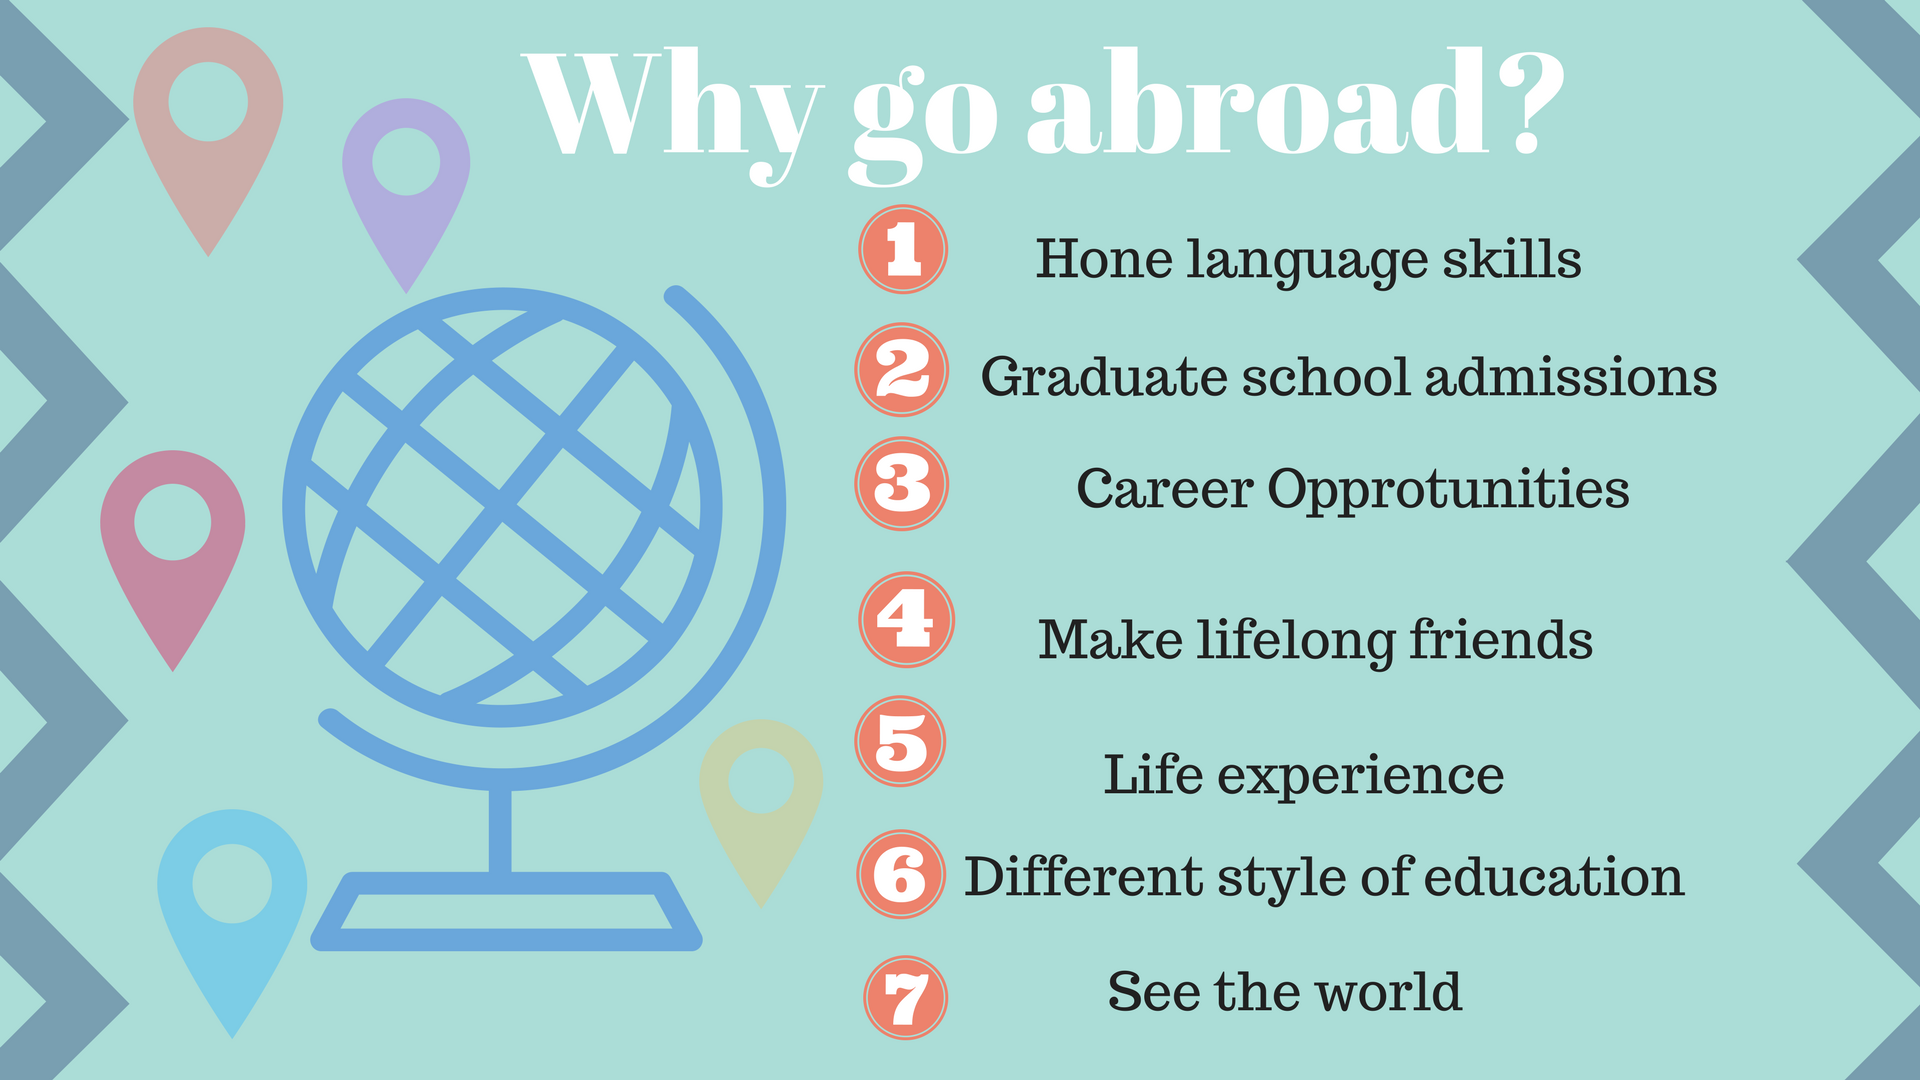 Why go abroad?
1 Hone language skills
2 Graduate school admissions
3 Career Opprotunities
4 Make lifelong friends
5 Life experience
6 Different style of education
7 See the world